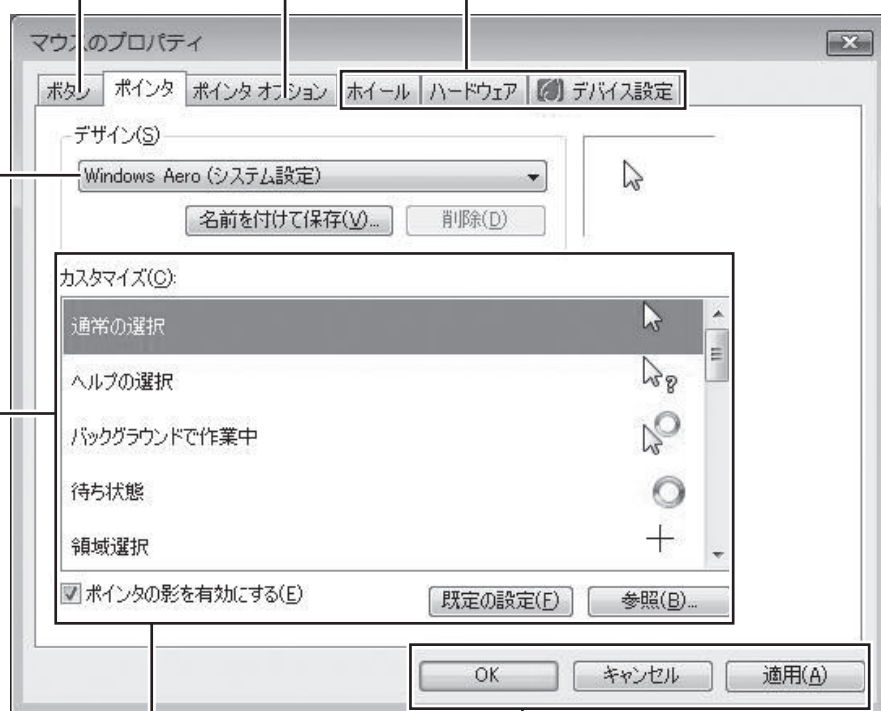 マウスのプロパティ
ボタン ポインタ ポインタ オプション ホイール ハードウェア デバイス設定
デザイン(S)
Windows Aero (システム設定)
名前を付けて保存(V)... 削除(D)
カスタマイズ(C):
通常の選択
ヘルプの選択
バックグラウンドで作業中
待ち状態
領域選択
ポインタの影を有効にする(E) 既定の設定(F) 参照(B)...
OK キャンセル 適用(A)